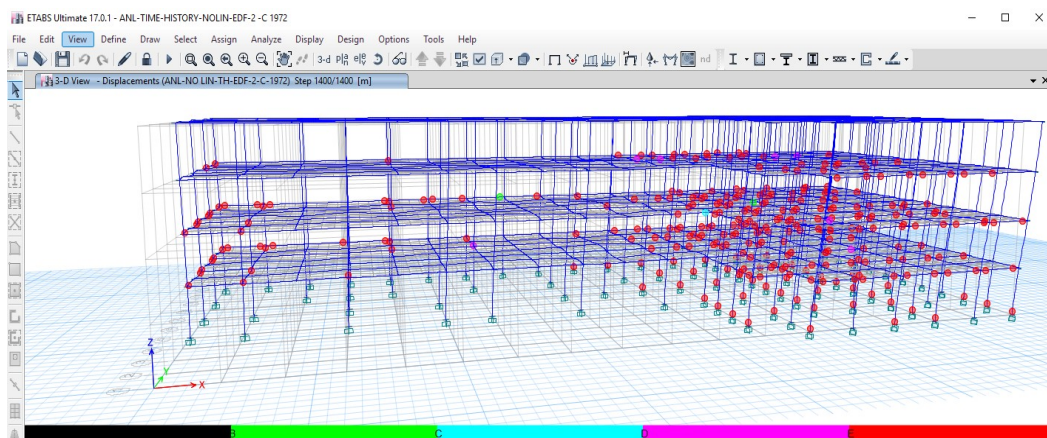 ETABS Ultimate 17.0.1 - ANL-TIME-HISTORY-NOLIN-EDF-2 -C 1972
File Edit View Define Draw Select Assign Analyze Display Design Options Tools Help
3-d nd
3-D View - Displacements (ANL-NO LIN-TH-EDF-2-C-1972) Step 1400/1400 [m]
Z
Y
X
B C D E